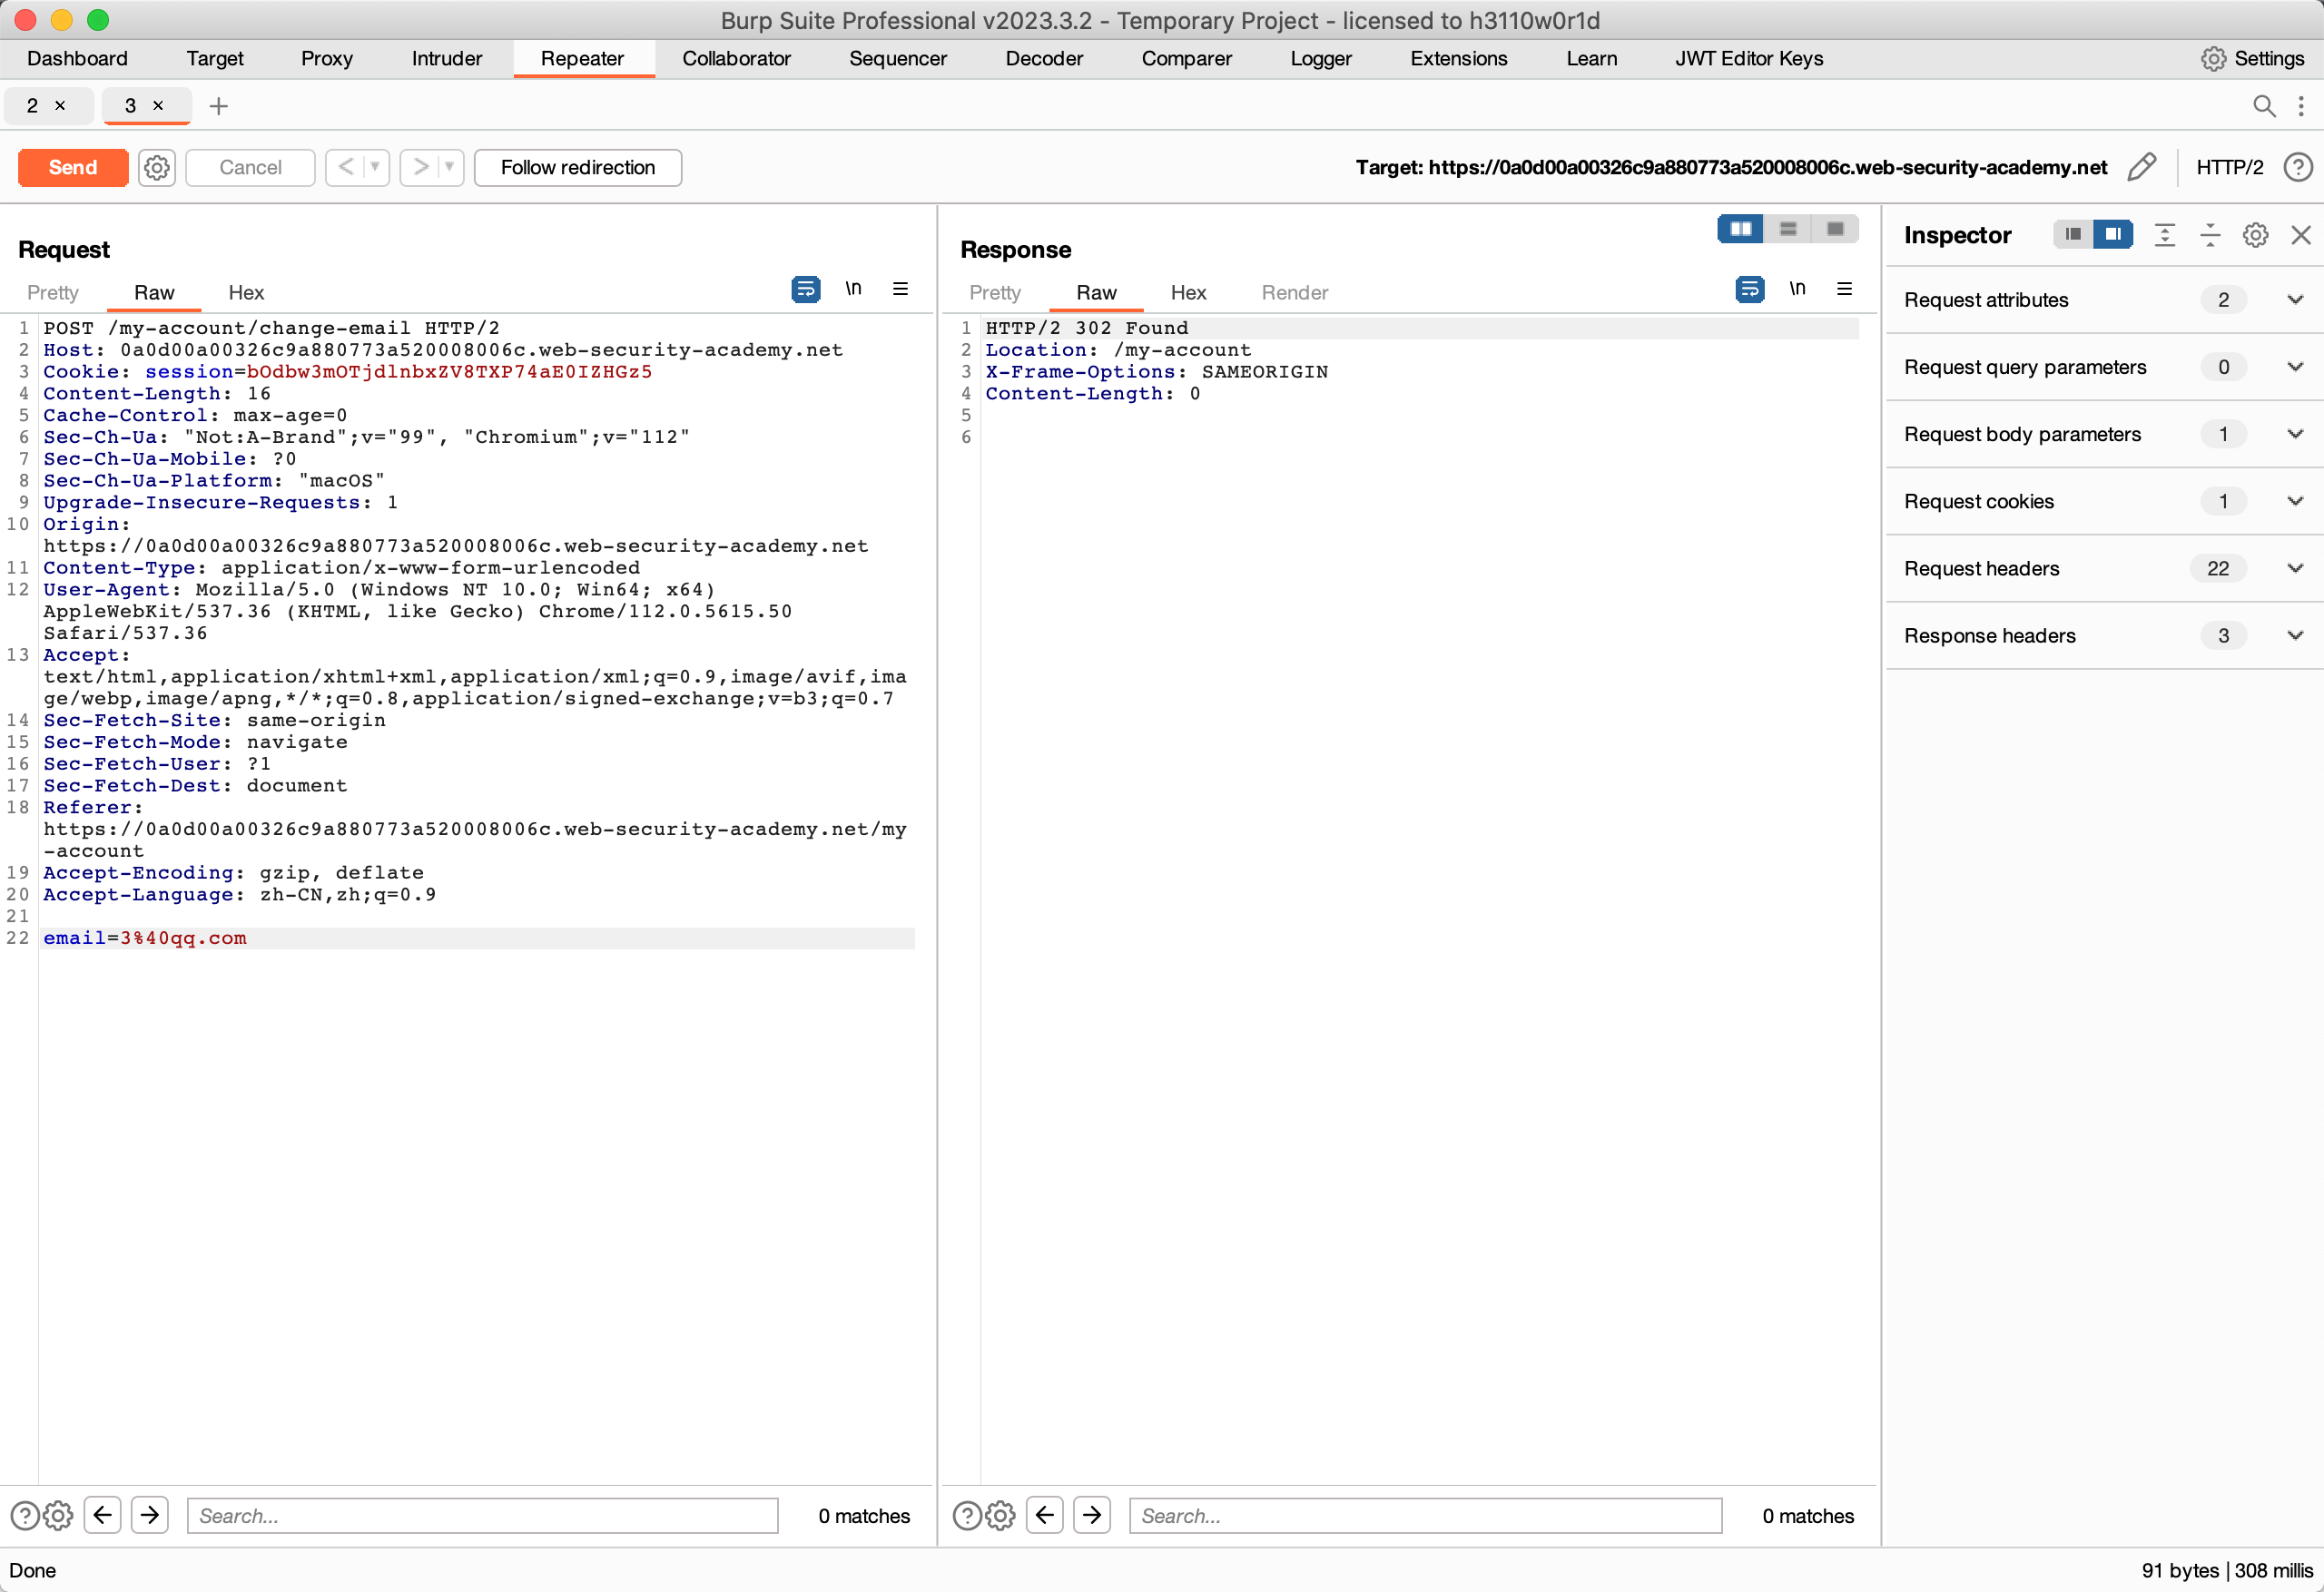 Burp Suite Professional v2023.3.2 - Temporary Project - licensed to h3110w0r1d
Dashboard Target Proxy Intruder Repeater Collaborator Sequencer Decoder Comparer Logger Extensions Learn JWT Editor Keys Settings
2 × 3 × +
Send Cancel < > Follow redirection Target: https://0a0d00a00326c9a880773a520008006c.web-security-academy.net HTTP/2 ?
Request
Pretty Raw Hex \n
1 POST /my-account/change-email HTTP/2
2 Host: 0a0d00a00326c9a880773a520008006c.web-security-academy.net
3 Cookie: session=bOdbw3mOTjdlnbxZV8TXP74aE0IZHGz5
4 Content-Length: 16
5 Cache-Control: max-age=0
6 Sec-Ch-Ua: "Not:A-Brand";v="99", "Chromium";v="112"
7 Sec-Ch-Ua-Mobile: ?0
8 Sec-Ch-Ua-Platform: "macOS"
9 Upgrade-Insecure-Requests: 1
10 Origin:
https://0a0d00a00326c9a880773a520008006c.web-security-academy.net
11 Content-Type: application/x-www-form-urlencoded
12 User-Agent: Mozilla/5.0 (Windows NT 10.0; Win64; x64)
AppleWebKit/537.36 (KHTML, like Gecko) Chrome/112.0.5615.50
Safari/537.36
13 Accept:
text/html,application/xhtml+xml,application/xml;q=0.9,image/avif,ima
ge/webp,image/apng,*/*;q=0.8,application/signed-exchange;v=b3;q=0.7
14 Sec-Fetch-Site: same-origin
15 Sec-Fetch-Mode: navigate
16 Sec-Fetch-User: ?1
17 Sec-Fetch-Dest: document
18 Referer:
https://0a0d00a00326c9a880773a520008006c.web-security-academy.net/my
-account
19 Accept-Encoding: gzip, deflate
20 Accept-Language: zh-CN,zh;q=0.9
21
22 email=3%40qq.com
? Search... 0 matches
Response
Pretty Raw Hex Render \n
1 HTTP/2 302 Found
2 Location: /my-account
3 X-Frame-Options: SAMEORIGIN
4 Content-Length: 0
5
6
? Search... 0 matches
Inspector
Request attributes 2
Request query parameters 0
Request body parameters 1
Request cookies 1
Request headers 22
Response headers 3
Done 91 bytes | 308 millis